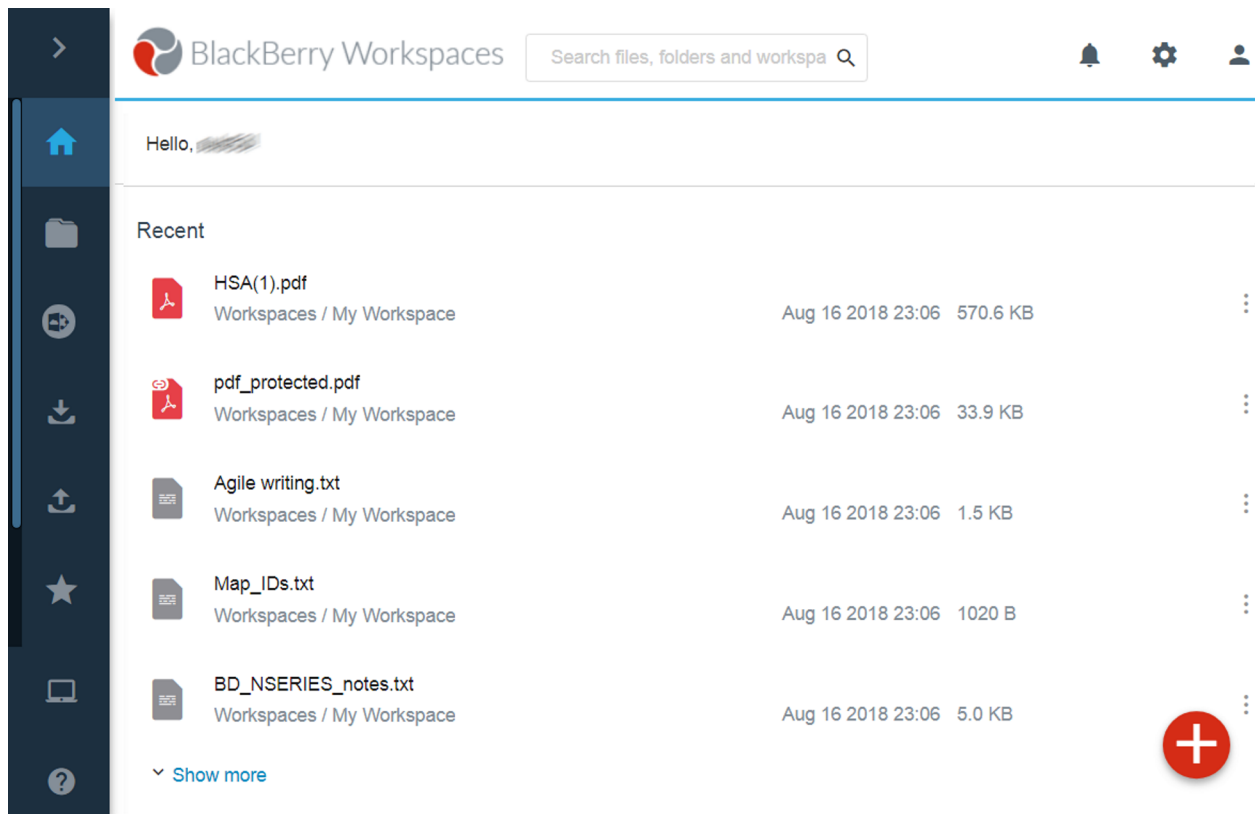 BlackBerry Workspaces
Search files, folders and workspa
Hello,
Recent
HSA(1).pdf
Workspaces / My Workspace
Aug 16 2018 23:06 570.6 KB
pdf_protected.pdf
Workspaces / My Workspace
Aug 16 2018 23:06 33.9 KB
Agile writing.txt
Workspaces / My Workspace
Aug 16 2018 23:06 1.5 KB
Map_IDs.txt
Workspaces / My Workspace
Aug 16 2018 23:06 1020 B
BD_NSERIES_notes.txt
Workspaces / My Workspace
Aug 16 2018 23:06 5.0 KB
Show more